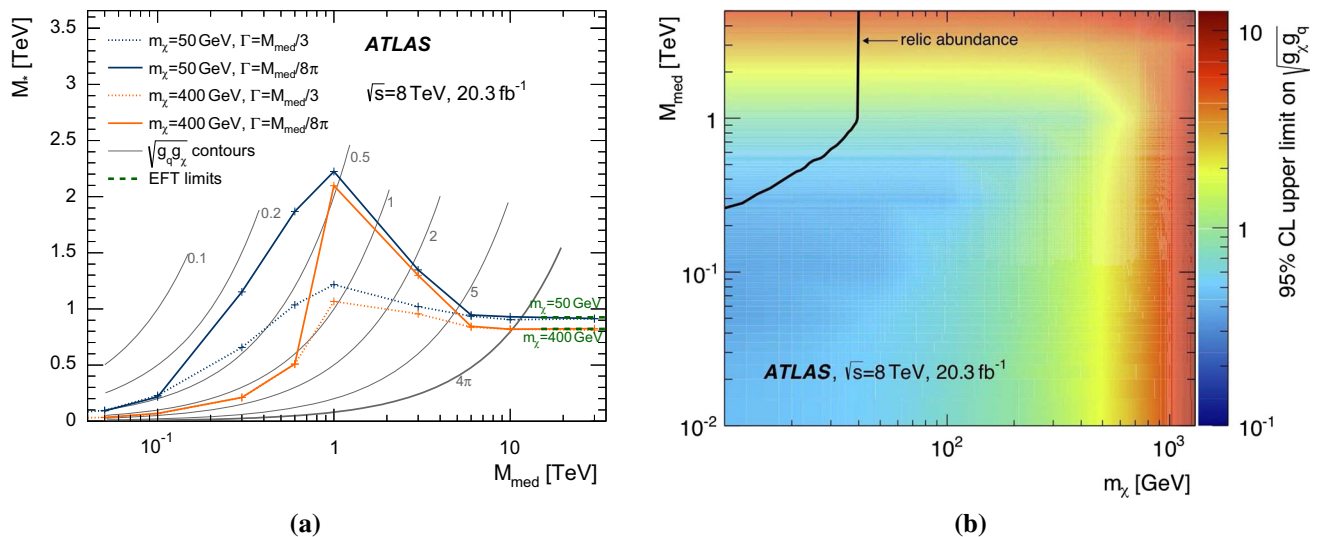 M* [TeV]
3.5
3
2.5
2
1.5
1
0.5
0
mχ=50 GeV, Γ=Mmed/3
mχ=50 GeV, Γ=Mmed/8π
mχ=400 GeV, Γ=Mmed/3
mχ=400 GeV, Γ=Mmed/8π
√gqgχ contours
EFT limits
ATLAS
√s=8 TeV, 20.3 fb-1
0.1
0.2
0.5
1
2
5
4π
mχ=50 GeV
mχ=400 GeV
10-1
1
10
Mmed [TeV]
(a)
Mmed [TeV]
1
10-1
10-2
relic abundance
ATLAS, √s=8 TeV, 20.3 fb-1
102
103
mχ [GeV]
10
1
10-1
95% CL upper limit on √gqgχ
(b)